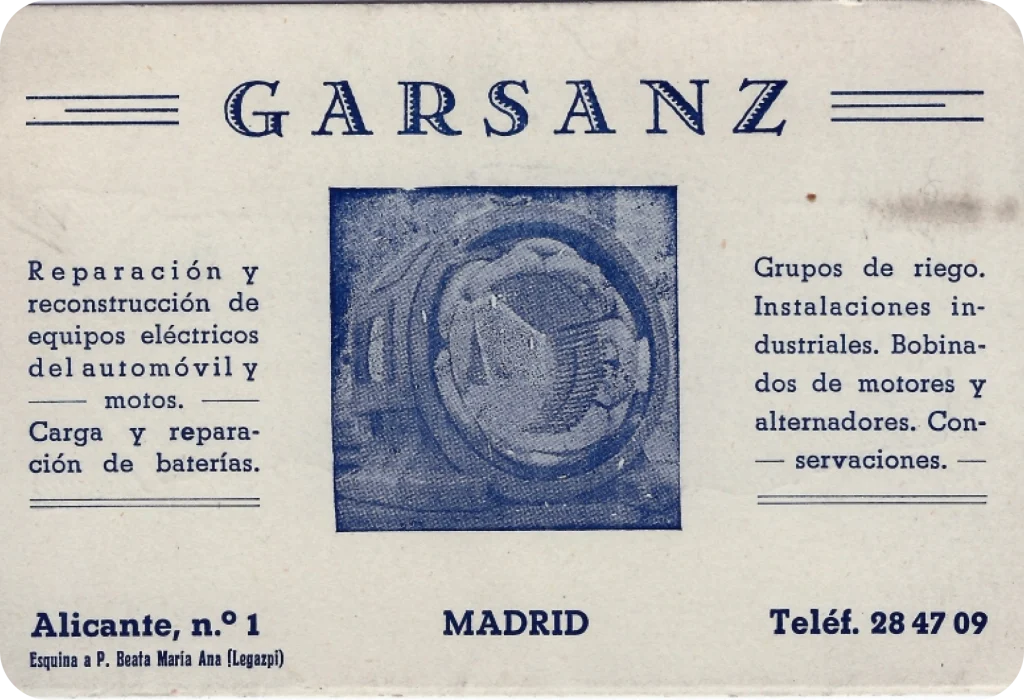 GARSANZ
Reparación y
reconstrucción de
equipos eléctricos
del automóvil y
motos.
Carga y repara-
ción de baterías.
Grupos de riego.
Instalaciones in-
dustriales. Bobina-
dos de motores y
alternadores. Con-
servaciones.
Alicante, n.º 1
Esquina a P. Beata María Ana (Legazpi)
MADRID
Teléf. 28 47 09